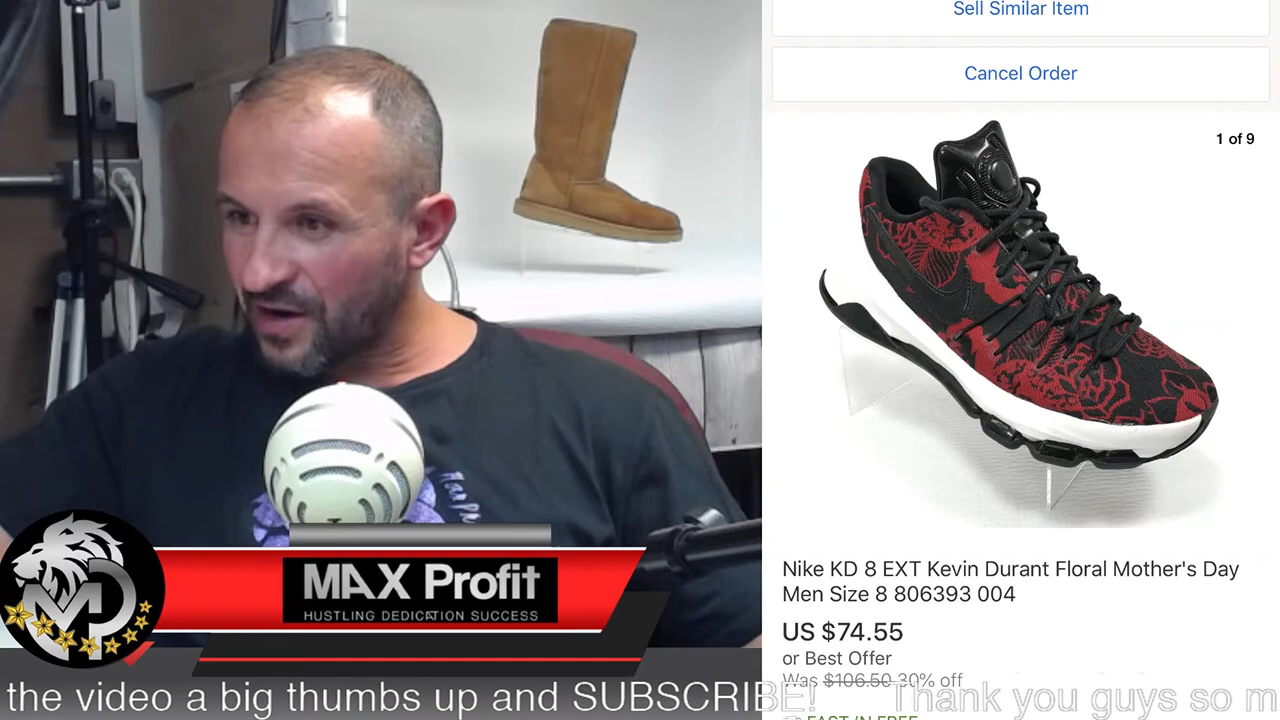 Sell Similar Item
Cancel Order
1 of 9
Nike KD 8 EXT Kevin Durant Floral Mother's Day
Men Size 8 806393 004
US $74.55
or Best Offer
Was $106.50 30% off
FAST 'N FREE
MAX Profit
HUSTLING DEDICATION SUCCESS
the video a big thumbs up and SUBSCRIBE! Thank you guys so m